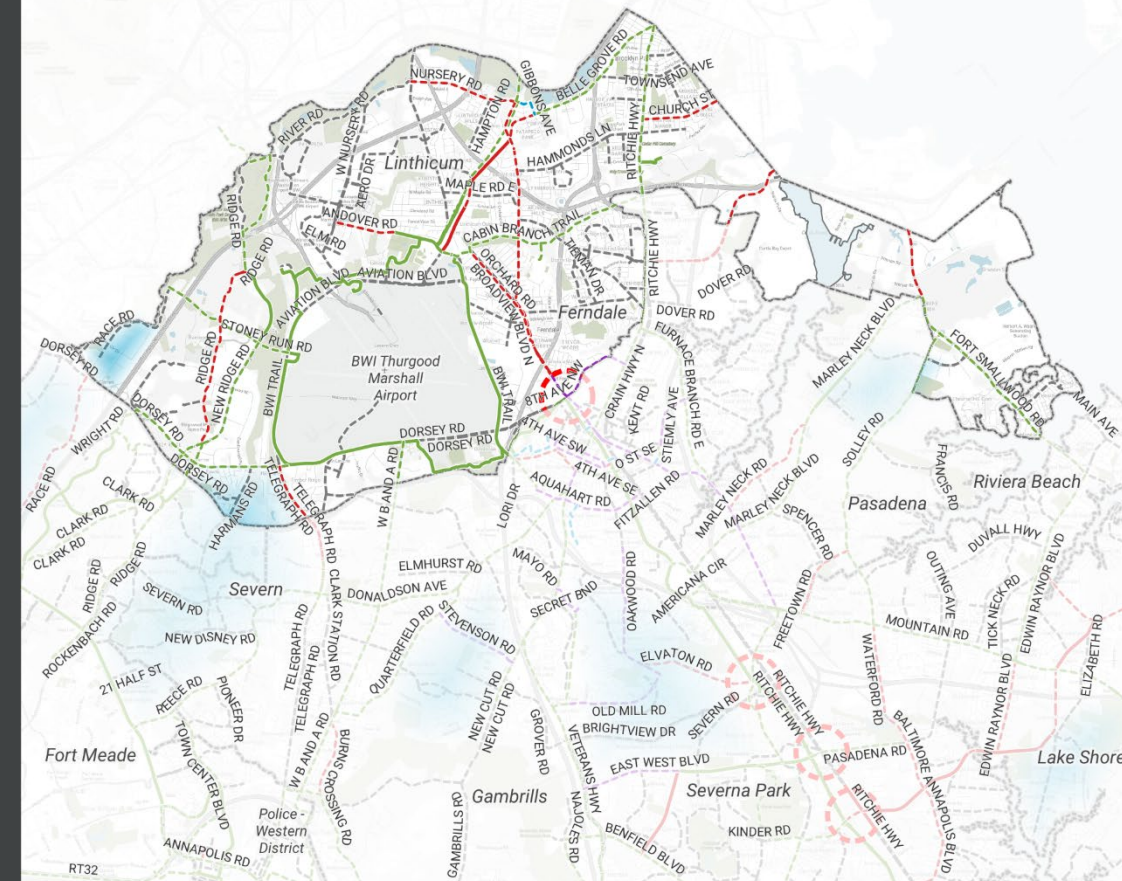 NURSERY RD
GIBBONS AVE
BELLE GROVE RD
TOWNSEND AVE
CHURCH ST
RIVER RD
W NURSERY RD
HAMPTON RD
HAMMONDS LN
RITCHIE HWY
Linthicum
AERO DR
MAPLE RD E
RIDGE RD
ANDOVER RD
ELM RD
CABIN BRANCH TRAIL
TIEMAN DR
RITCHIE HWY
RIDGE RD
AVIATION BLVD
AVIATION BLVD
ORCHARD RD
BROADVIEW BLVD N
DOVER RD
Ferndale
DOVER RD
RACE RD
DORSEY RD
STONEY RUN RD
RIDGE RD
NEW RIDGE RD
BWI TRAIL
BWI Thurgood
Marshall
Airport
BWI TRAIL
8TH AVE NW
CRAIN HWY N
KENT RD
STIEMLY AVE
FURNACE BRANCH RD E
MARLEY NECK BLVD
FORT SMALLWOOD RD
MAIN AVE
DORSEY RD
WRIGHT RD
DORSEY RD
DORSEY RD
DORSEY RD
4TH AVE SW
4TH AVE SE
O ST SE
SOLLEY RD
RACE RD
CLARK RD
CLARK RD
CLARK RD
HARMANS RD
TELEGRAPH RD
TELEGRAPH RD
W B AND A RD
LORI DR
AQUAHART RD
FITZALLEN RD
MARLEY NECK RD
MARLEY NECK BLVD
FRANCIS RD
Riviera Beach
Pasadena
SPENCER RD
DUVALL HWY
RIDGE RD
RIDGE RD
ROCKENBACH RD
SEVERN RD
Severn
NEW DISNEY RD
CLARK STATION RD
ELMHURST RD
DONALDSON AVE
MAYO RD
SECRET BND
OAKWOOD RD
AMERICANA CIR
FREETOWN RD
OUTING AVE
TICK NECK RD
EDWIN RAYNOR BLVD
ELIZABETH RD
MOUNTAIN RD
WATERFORD RD
QUARTERFIELD RD
STEVENSON RD
ELVATON RD
RITCHIE HWY
RITCHIE HWY
21 HALF ST
REECE RD
PIONEER DR
TELEGRAPH RD
TELEGRAPH RD
NEW CUT RD
NEW CUT RD
OLD MILL RD
BRIGHTVIEW DR
SEVERN RD
EDWIN RAYNOR BLVD
Fort Meade
TOWN CENTER BLVD
W B AND A RD
BURNS CROSSING RD
GROVER RD
VETERANS HWY
EAST WEST BLVD
PASADENA RD
BALTIMORE ANNAPOLIS BLVD
Lake Shore
Police -
Western
District
Gambrills
GAMBRILLS RD
NAJOLES RD
BENFIELD BLVD
Severna Park
KINDER RD
RITCHIE HWY
ANNAPOLIS RD
RT32